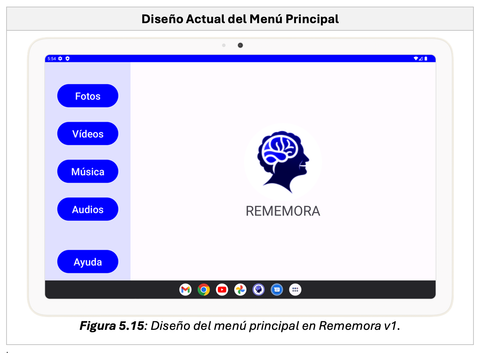 Diseño Actual del Menú Principal
5:54
Fotos
Vídeos
Música
Audios
Ayuda
REMEMORA
Figura 5.15: Diseño del menú principal en Rememora v1.